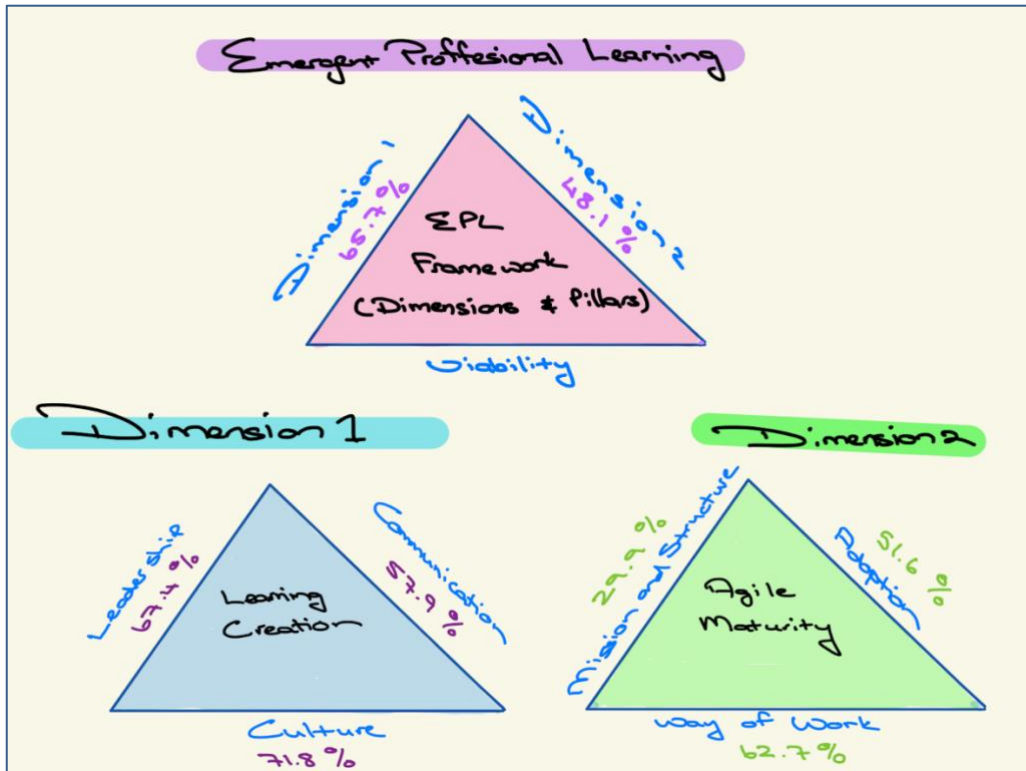 Emergent Proffesional Learning
Dimension 1
65.7 %
Dimension 2
48.1 %
EPL
Framework
(Dimensions & Pillars)
Viability
Dimension 1
Dimension 2
Leadership
67.4 %
Communication
57.9 %
Learning
Creation
Culture
71.8 %
29.9 %
Mission and Structure
Adoption
51.6 %
Agile
Maturity
Way of Work
62.7 %